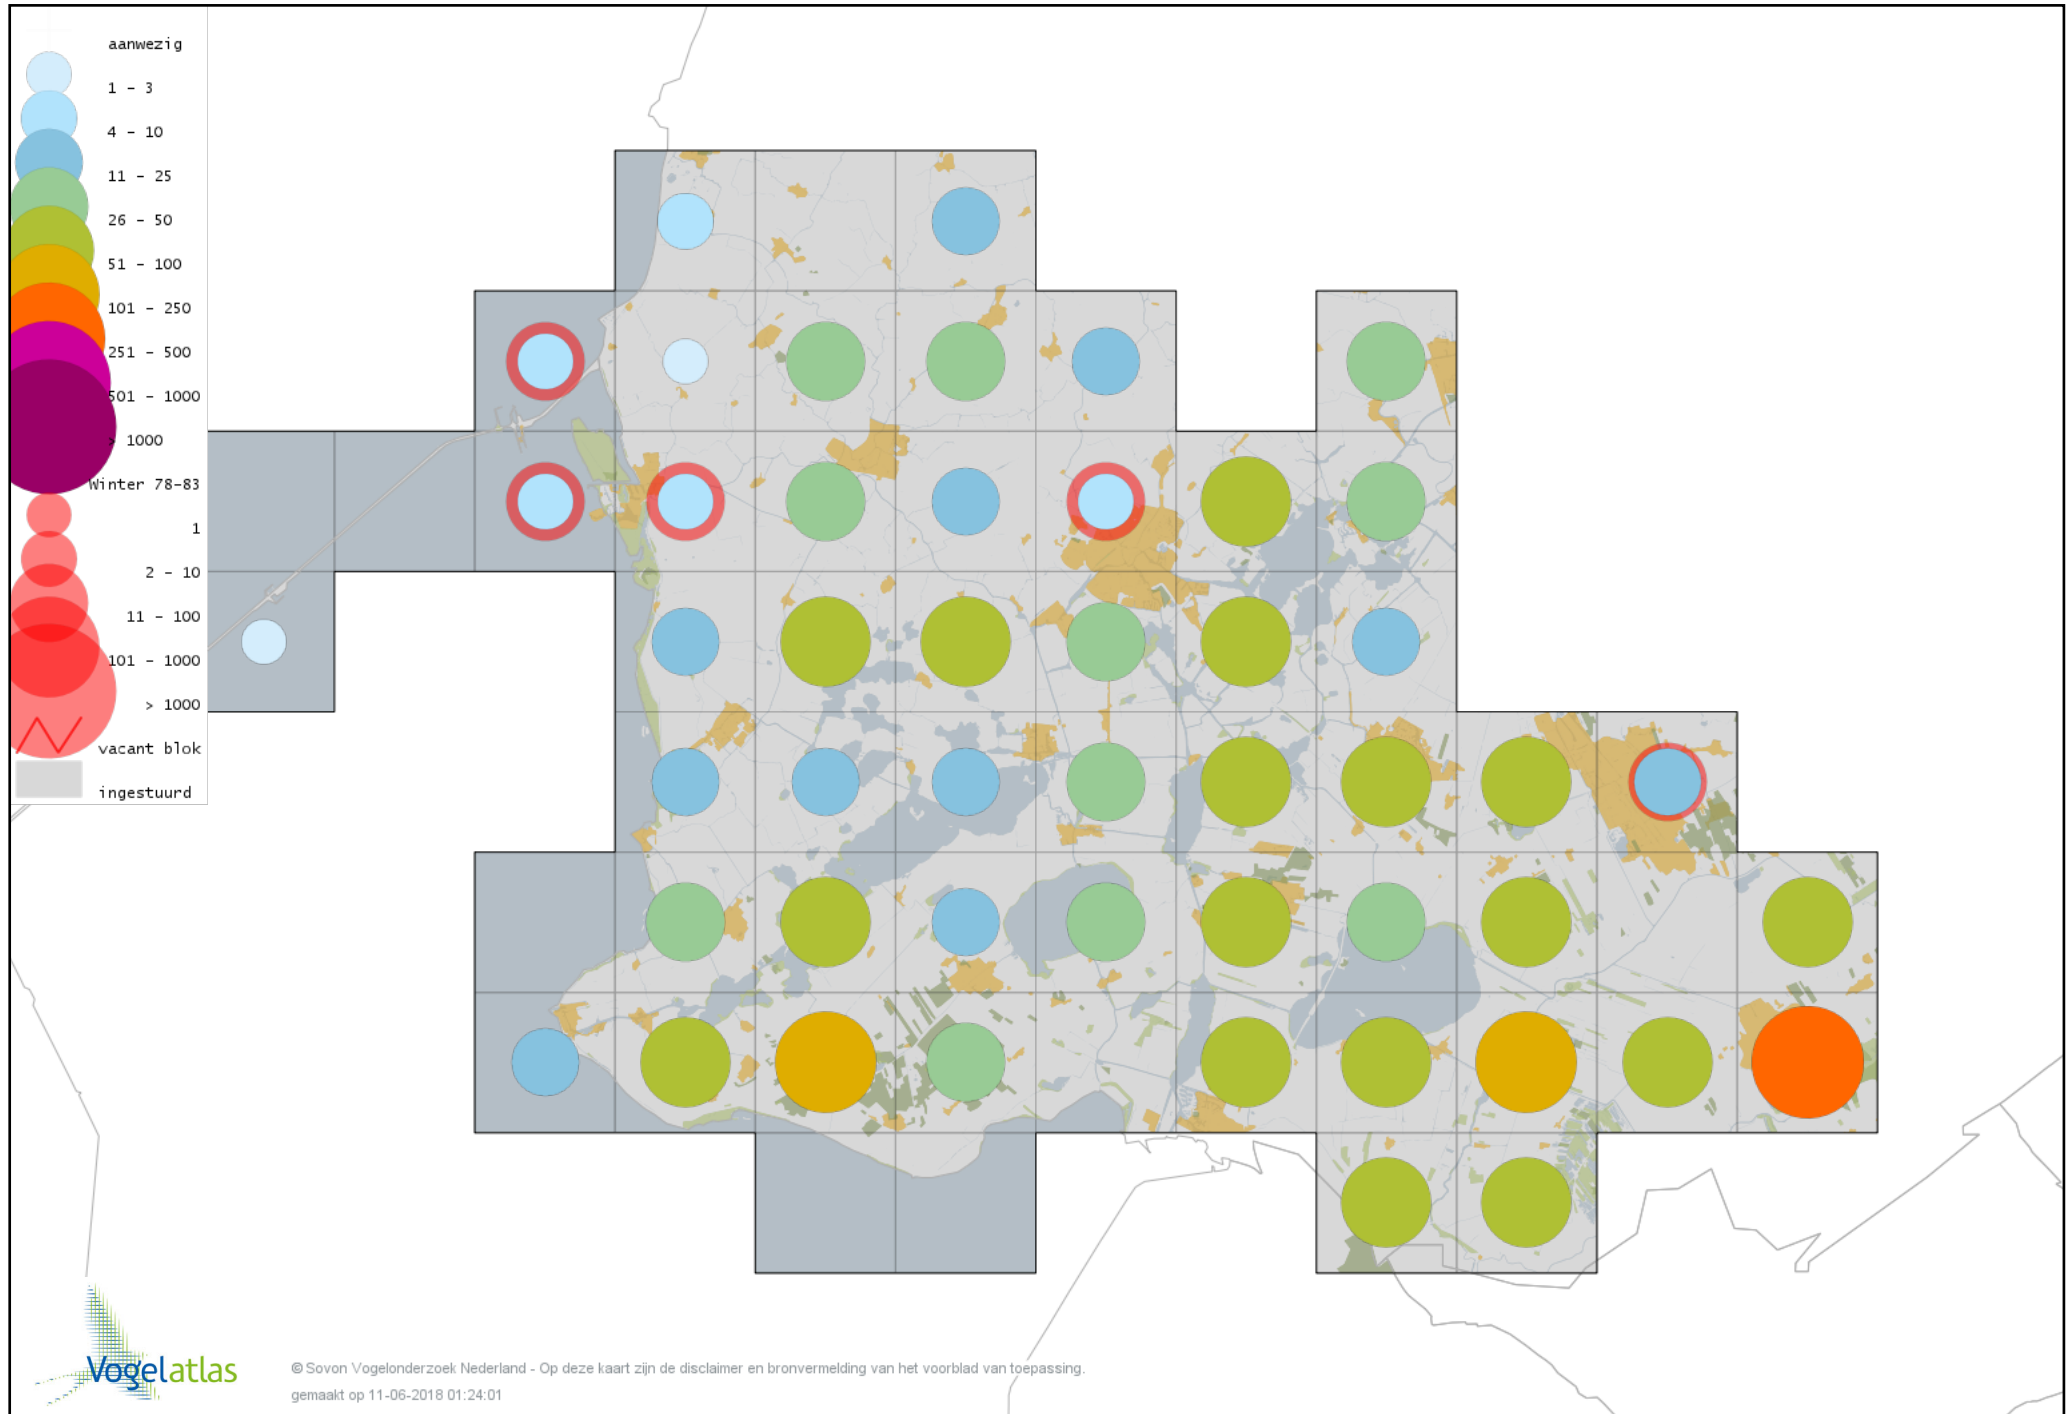 aanwezig
1 - 3
4 - 10
11 - 25
26 - 50
51 - 100
101 - 250
251 - 500
501 - 1000
> 1000
Winter 78-83
1
2 - 10
11 - 100
101 - 1000
> 1000
vacant blok
ingestuurd
Vogelatlas
© Sovon Vogelonderzoek Nederland - Op deze kaart zijn de disclaimer en bronvermelding van het voorblad van toepassing.
gemaakt op 11-06-2018 01:24:01